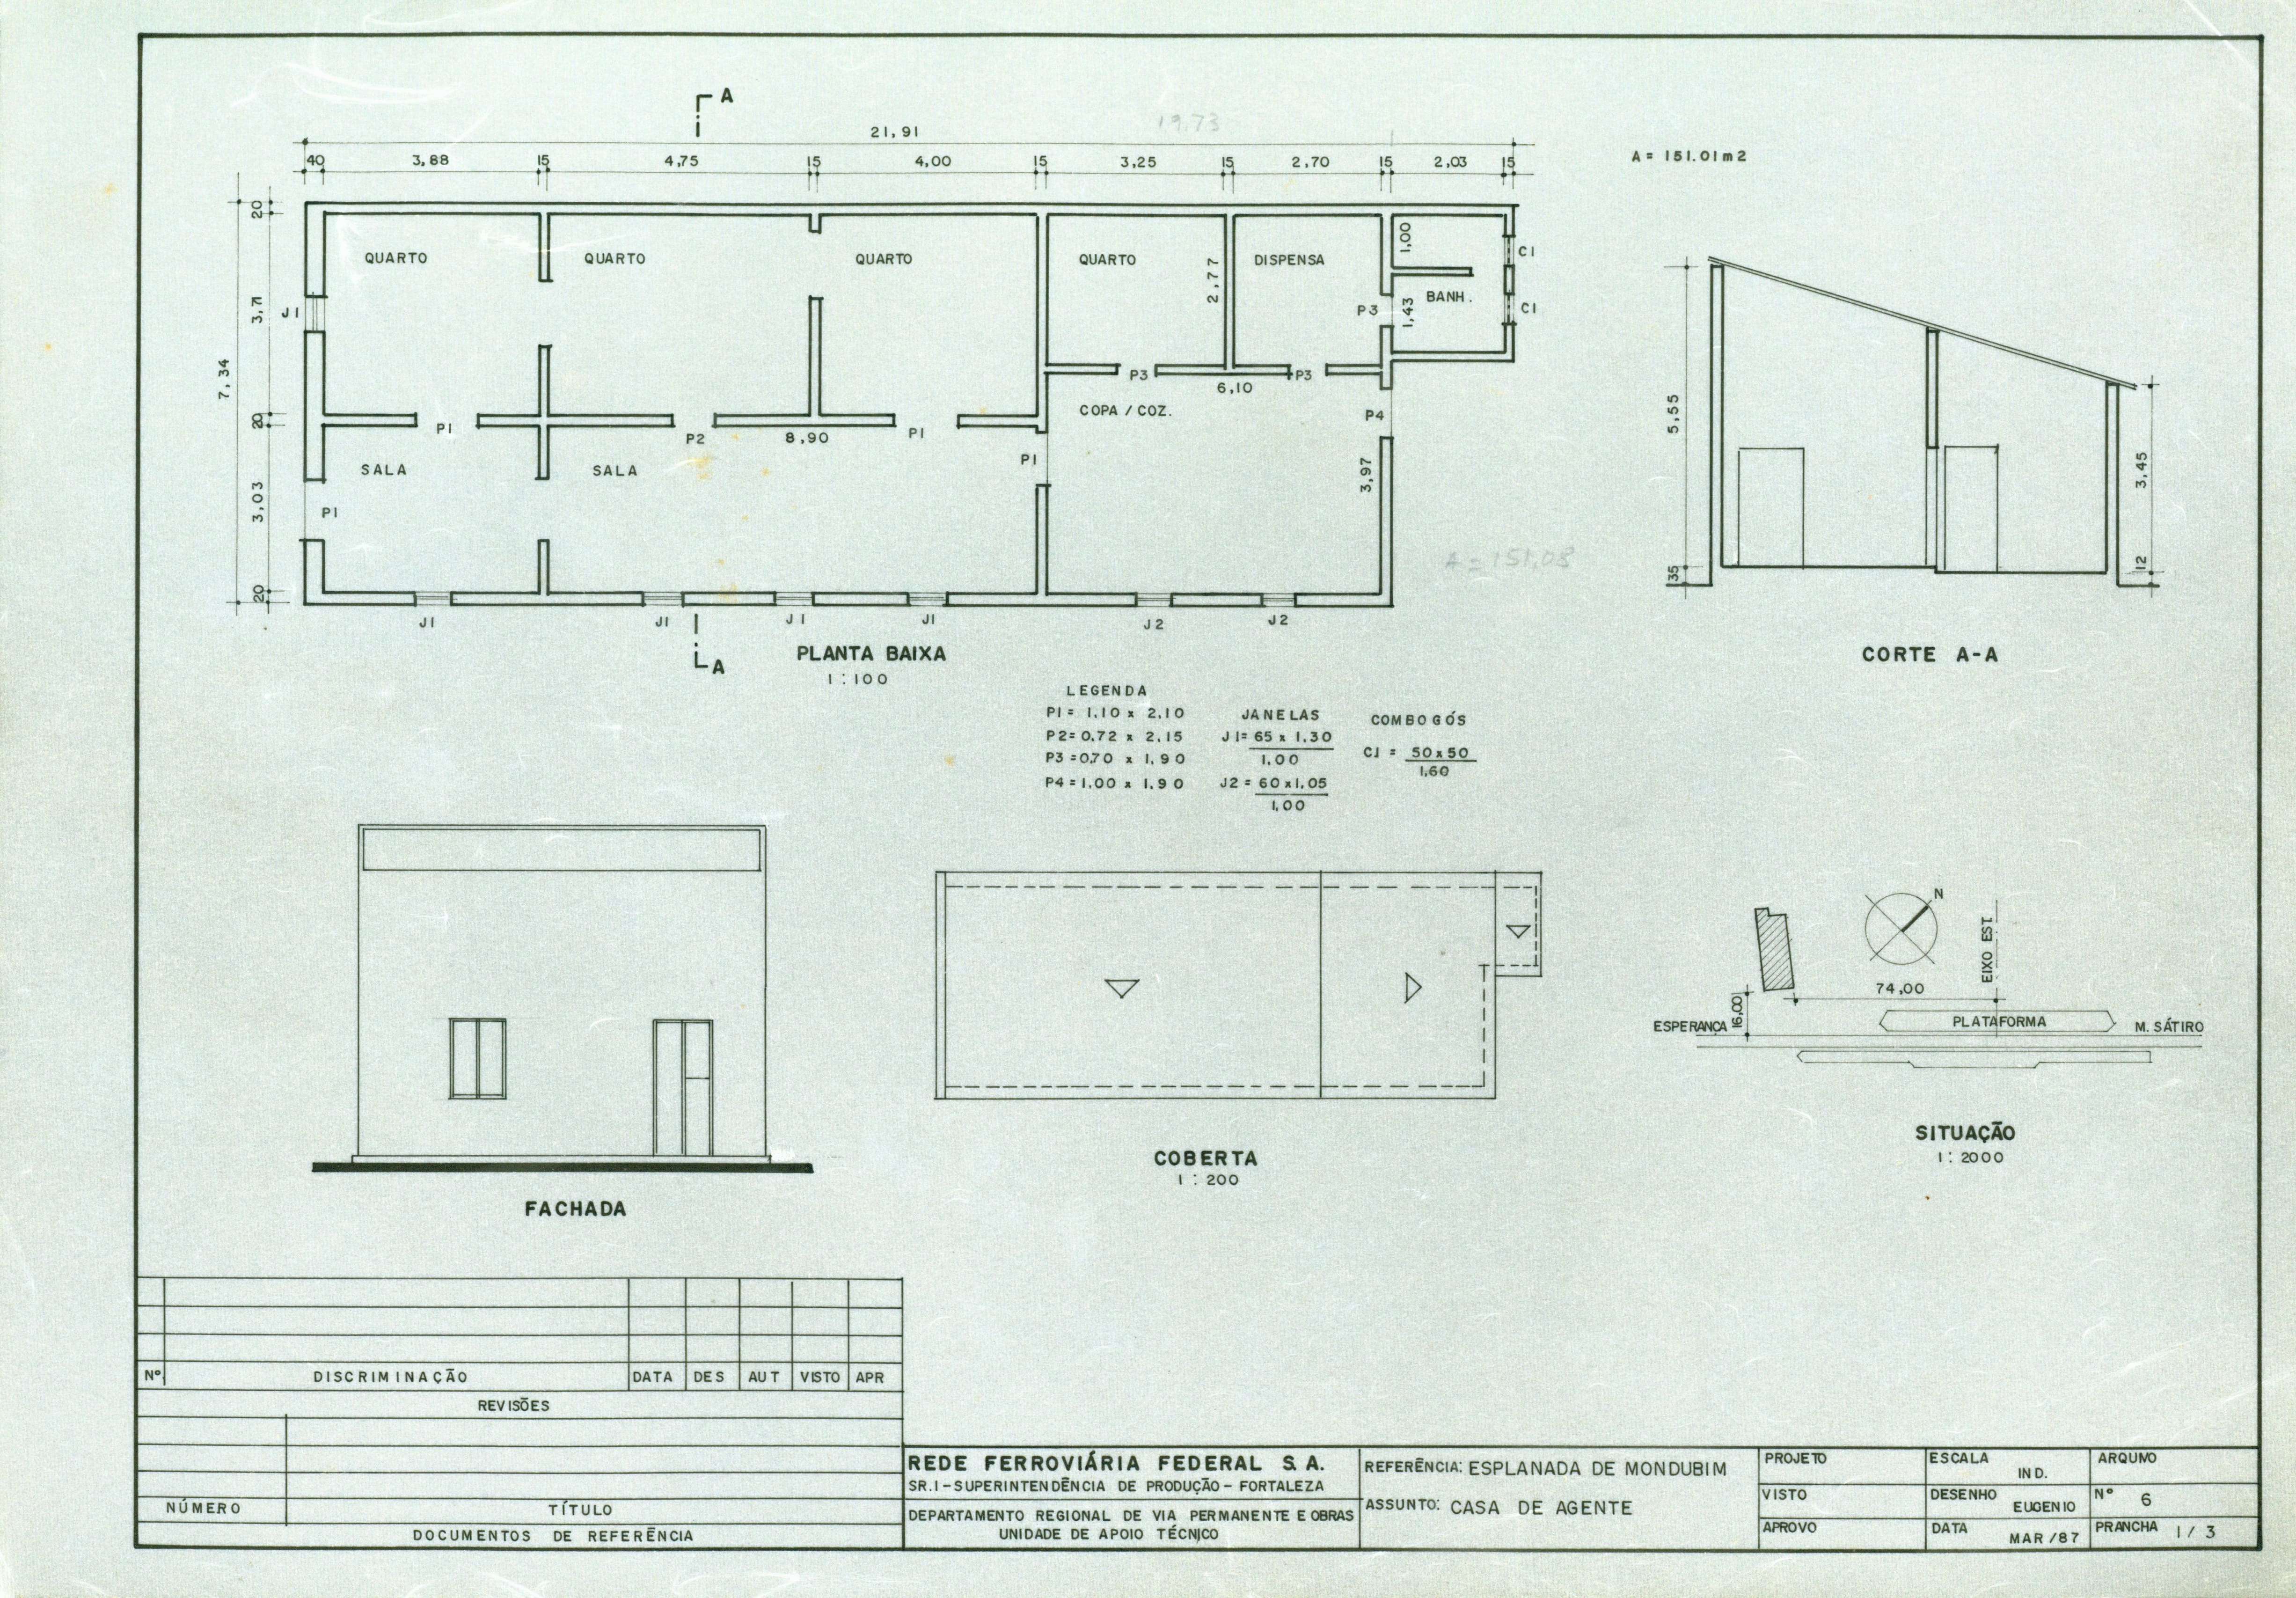 A
21,91
19.73
40 3,88 15 4,75 15 4,00 15 3,25 15 2,70 15 2,03 15
A = 151.01m2
20
3,71
20
3,03
20
7,34
QUARTO
QUARTO
QUARTO
QUARTO
DISPENSA
BANH.
1,00
1,43
2,77
C1
C1
J1
P3
P3
P3
6,10
COPA / COZ.
P4
P1
P2
8,90
P1
P1
SALA
SALA
P1
3,97
A = 151,08
J1
J1
J1
J1
J2
J2
A
PLANTA BAIXA
1:100
5,55
35
3,45
12
CORTE A-A
LEGENDA
P1= 1,10 x 2,10
P2=0,72 x 2,15
P3=0,70 x 1,90
P4=1.00 x 1,90
JANELAS
J1= 65 x 1,30
1,00
J2 = 60 x1,05
1,00
COMBOGÓS
C1 = 50x50
1,60
FACHADA
COBERTA
1:200
N
EIXO EST.
74,00
16,00
ESPERANÇA
PLATAFORMA
M. SÁTIRO
SITUAÇÃO
1:2000
Nº DISCRIMINAÇÃO DATA DES AUT VISTO APR
REVISÕES
NÚMERO TÍTULO
DOCUMENTOS DE REFERÊNCIA
REDE FERROVIÁRIA FEDERAL S.A.
SR.1-SUPERINTENDÊNCIA DE PRODUÇÃO-FORTALEZA
DEPARTAMENTO REGIONAL DE VIA PERMANENTE E OBRAS
UNIDADE DE APOIO TÉCNICO
REFERÊNCIA: ESPLANADA DE MONDUBIM
ASSUNTO: CASA DE AGENTE
PROJETO
VISTO
APROVO
ESCALA IND.
DESENHO EUGENIO
DATA MAR/87
ARQUIVO
Nº 6
PRANCHA 1/3